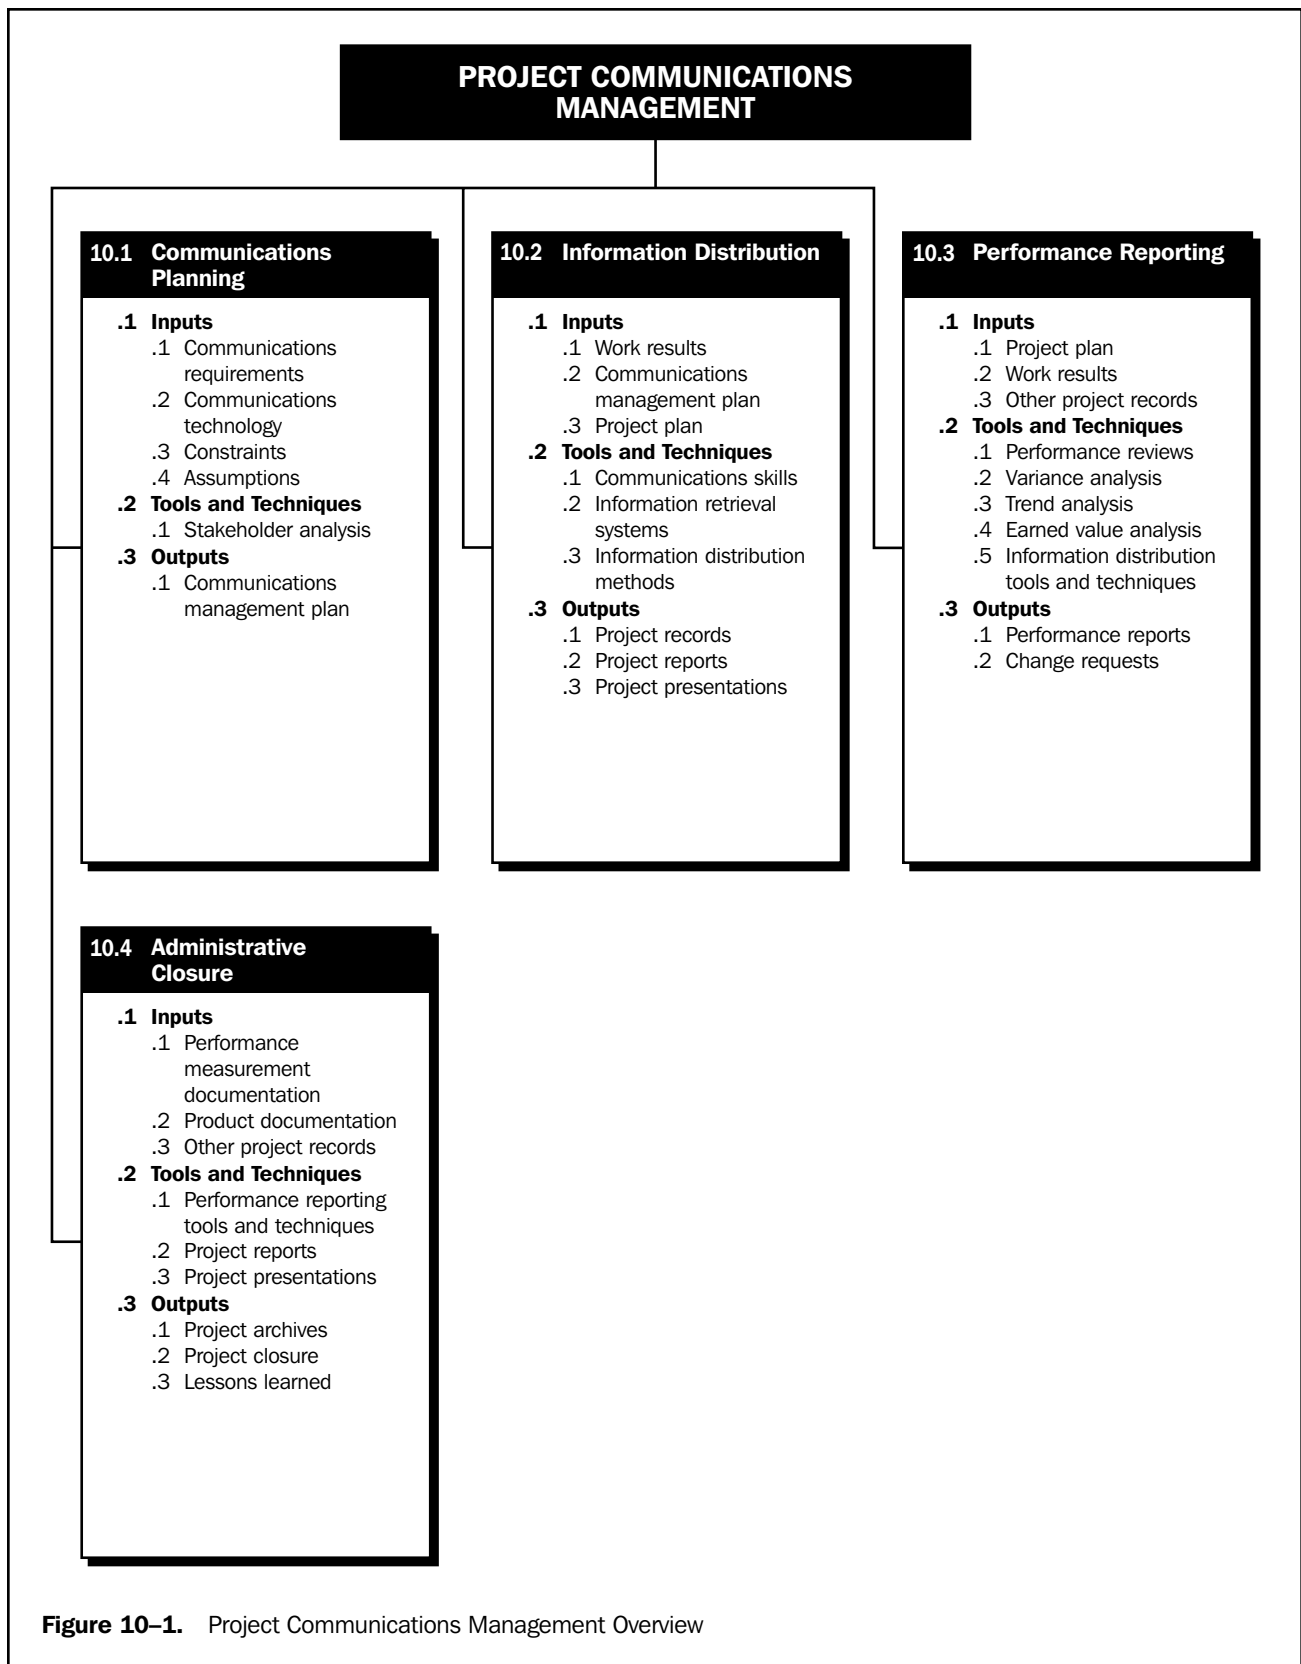 PROJECT COMMUNICATIONS
MANAGEMENT
10.1 Communications
Planning
.1 Inputs
.1 Communications
requirements
.2 Communications
technology
.3 Constraints
.4 Assumptions
.2 Tools and Techniques
.1 Stakeholder analysis
.3 Outputs
.1 Communications
management plan
10.2 Information Distribution
.1 Inputs
.1 Work results
.2 Communications
management plan
.3 Project plan
.2 Tools and Techniques
.1 Communications skills
.2 Information retrieval
systems
.3 Information distribution
methods
.3 Outputs
.1 Project records
.2 Project reports
.3 Project presentations
10.3 Performance Reporting
.1 Inputs
.1 Project plan
.2 Work results
.3 Other project records
.2 Tools and Techniques
.1 Performance reviews
.2 Variance analysis
.3 Trend analysis
.4 Earned value analysis
.5 Information distribution
tools and techniques
.3 Outputs
.1 Performance reports
.2 Change requests
10.4 Administrative
Closure
.1 Inputs
.1 Performance
measurement
documentation
.2 Product documentation
.3 Other project records
.2 Tools and Techniques
.1 Performance reporting
tools and techniques
.2 Project reports
.3 Project presentations
.3 Outputs
.1 Project archives
.2 Project closure
.3 Lessons learned
Figure 10–1. Project Communications Management Overview